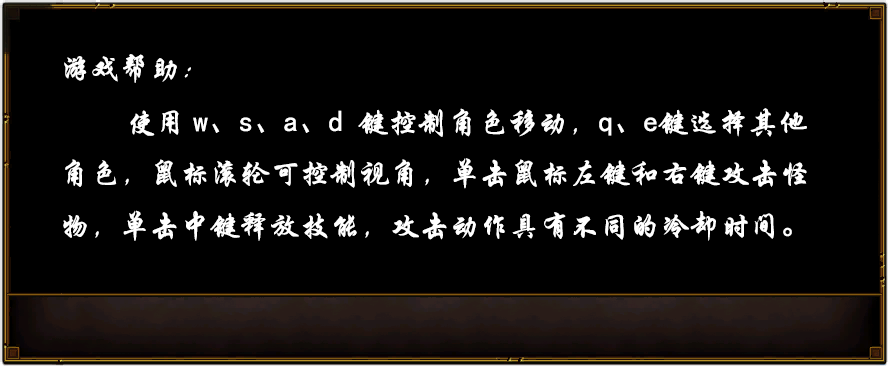 游戏帮助：
使用 w、s、a、d 键控制角色移动，q、e键选择其他
角色，鼠标滚轮可控制视角，单击鼠标左键和右键攻击怪
物，单击中键释放技能，攻击动作具有不同的冷却时间。